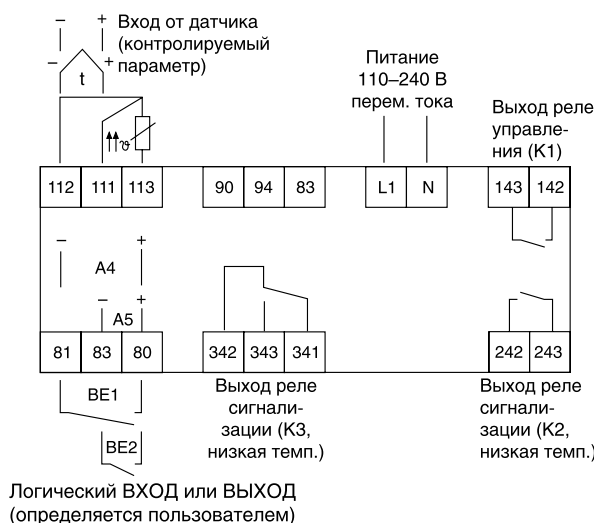 – +
Вход от датчика
(контролируемый
параметр)
– +
t
ϑ
Питание
110–240 В
перем. тока
Выход реле
управле-
ния (K1)
112 111 113 90 94 83 L1 N 143 142
– +
A4
– +
A5
81 83 80 342 343 341 242 243
BE1
BE2
Выход реле
сигнали-
зации (K3,
низкая темп.)
Выход реле
сигнали-
зации (K2,
низкая темп.)
Логический ВХОД или ВЫХОД
(определяется пользователем)